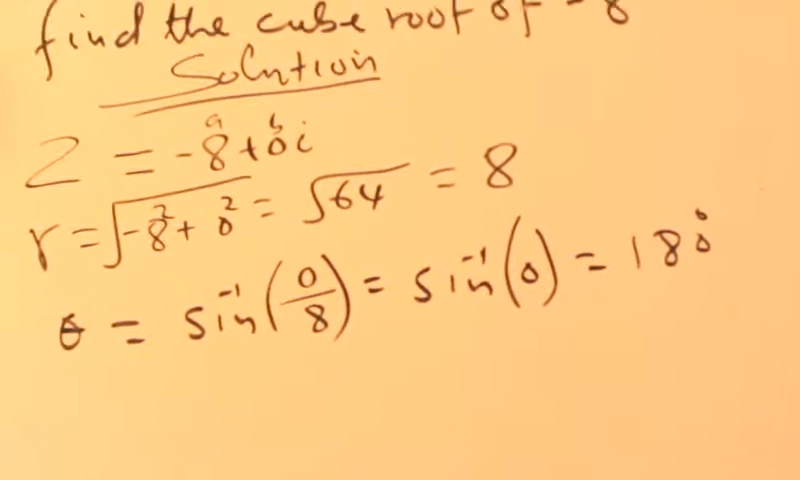 find the cube root of -8
Solution
Z = -8 + 0i
a b
r = √-8² + 0² = √64 = 8
θ = sin⁻¹(0/8) = sin⁻¹(0) = 180°